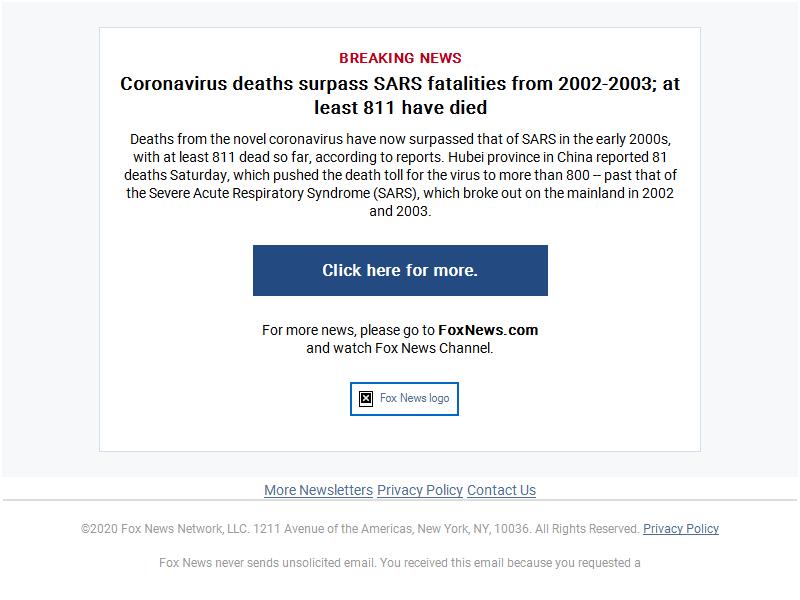 BREAKING NEWS
Coronavirus deaths surpass SARS fatalities from 2002-2003; at
least 811 have died
Deaths from the novel coronavirus have now surpassed that of SARS in the early 2000s,
with at least 811 dead so far, according to reports. Hubei province in China reported 81
deaths Saturday, which pushed the death toll for the virus to more than 800 -- past that of
the Severe Acute Respiratory Syndrome (SARS), which broke out on the mainland in 2002
and 2003.
Click here for more.
For more news, please go to FoxNews.com
and watch Fox News Channel.
Fox News logo
More Newsletters Privacy Policy Contact Us
©2020 Fox News Network, LLC. 1211 Avenue of the Americas, New York, NY, 10036. All Rights Reserved. Privacy Policy
Fox News never sends unsolicited email. You received this email because you requested a